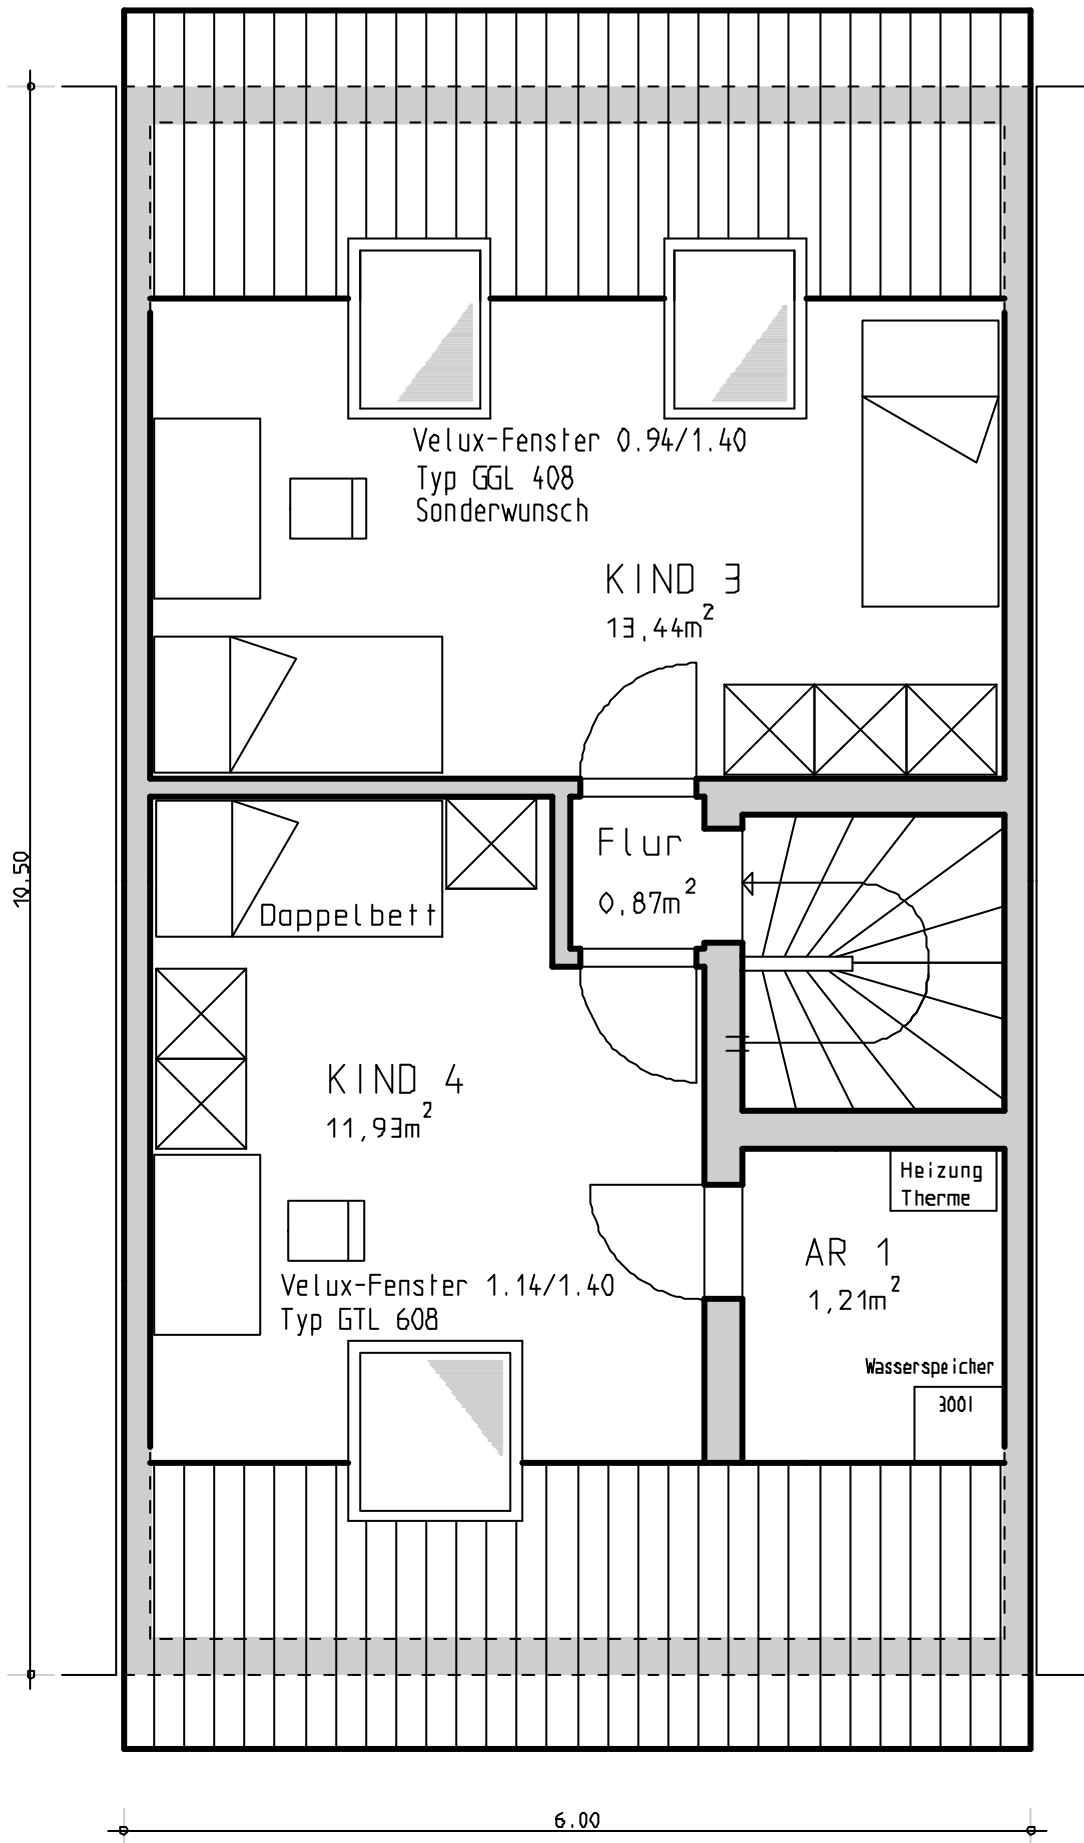 Velux-Fenster 0.94/1.40
Typ GGL 408
Sonderwunsch
KIND 3
13,44m²
Flur
0,87m²
Dappelbett
10.50
KIND 4
11,93m²
Heizung
Therme
AR 1
1,21m²
Velux-Fenster 1.14/1.40
Typ GTL 608
Wasserspeicher
300l
6.00